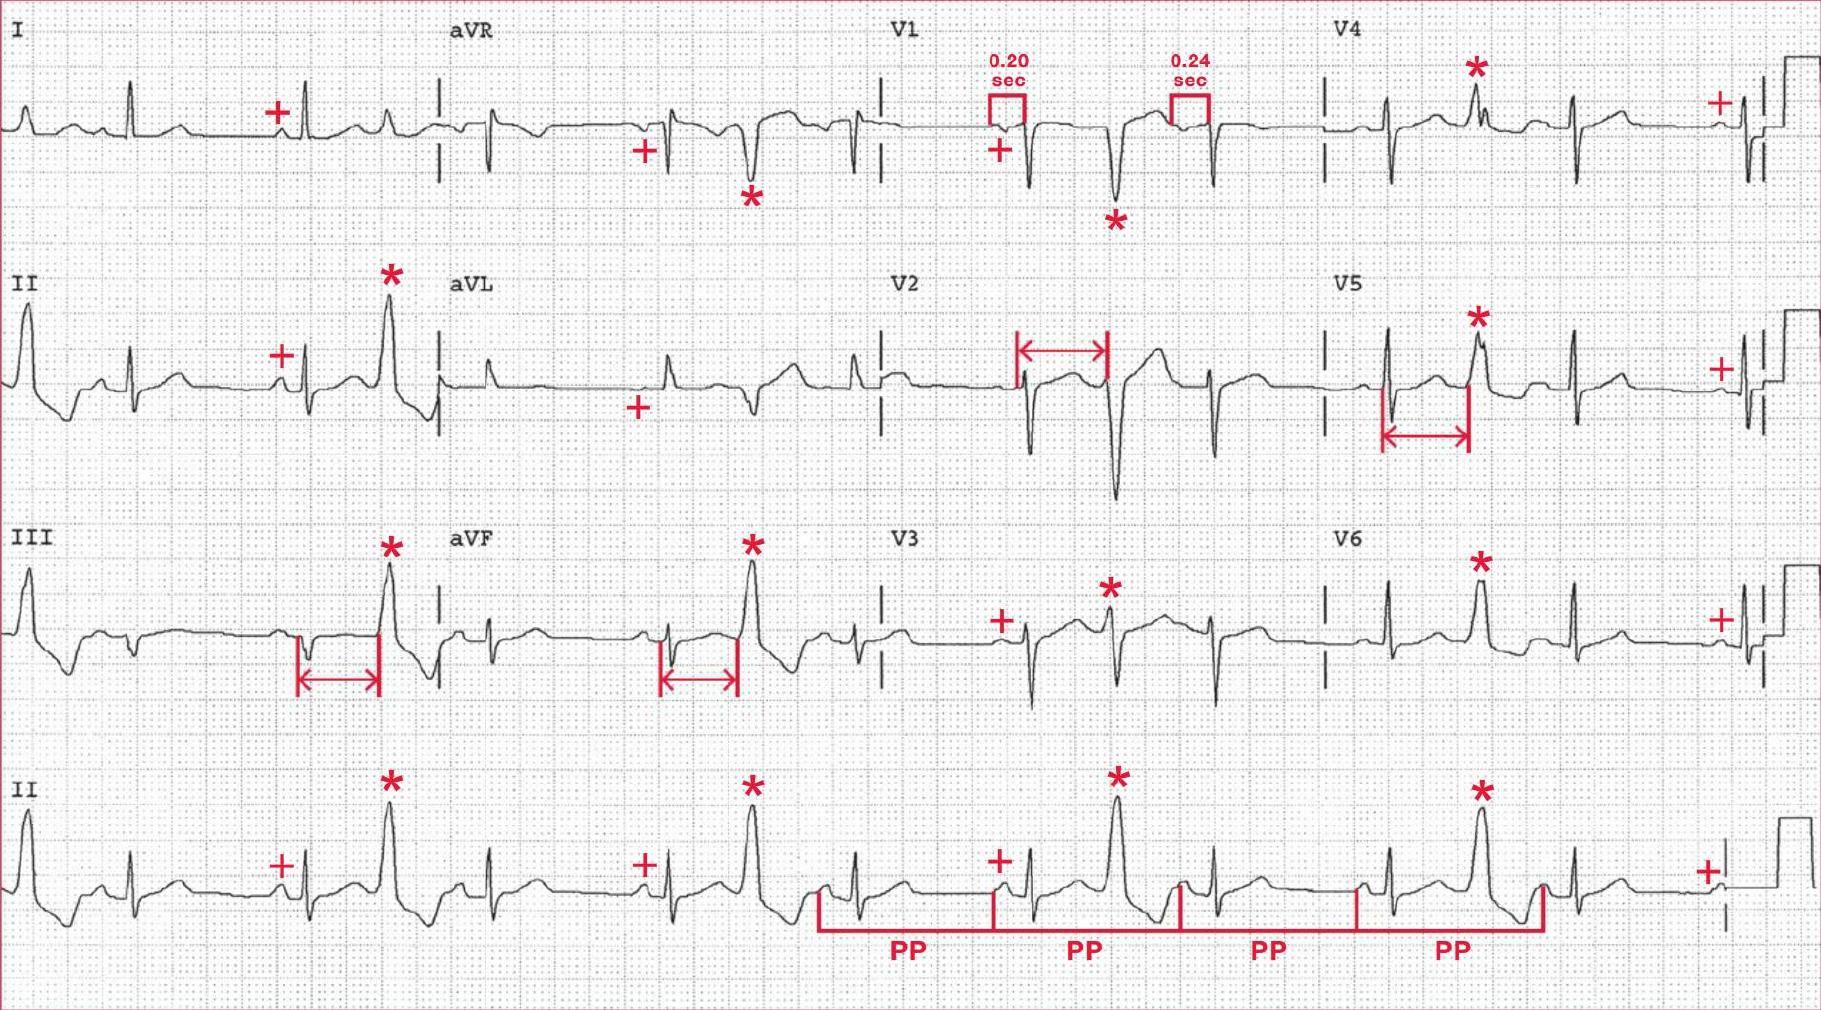 I aVR V1 V4
0.20 sec 0.24 sec
+ + *
+ +
* *
II aVL V2 V5
* *
+ +
+
III aVF V3 V6
* * * *
+ +
II
* * * *
+ + + +
PP PP PP PP